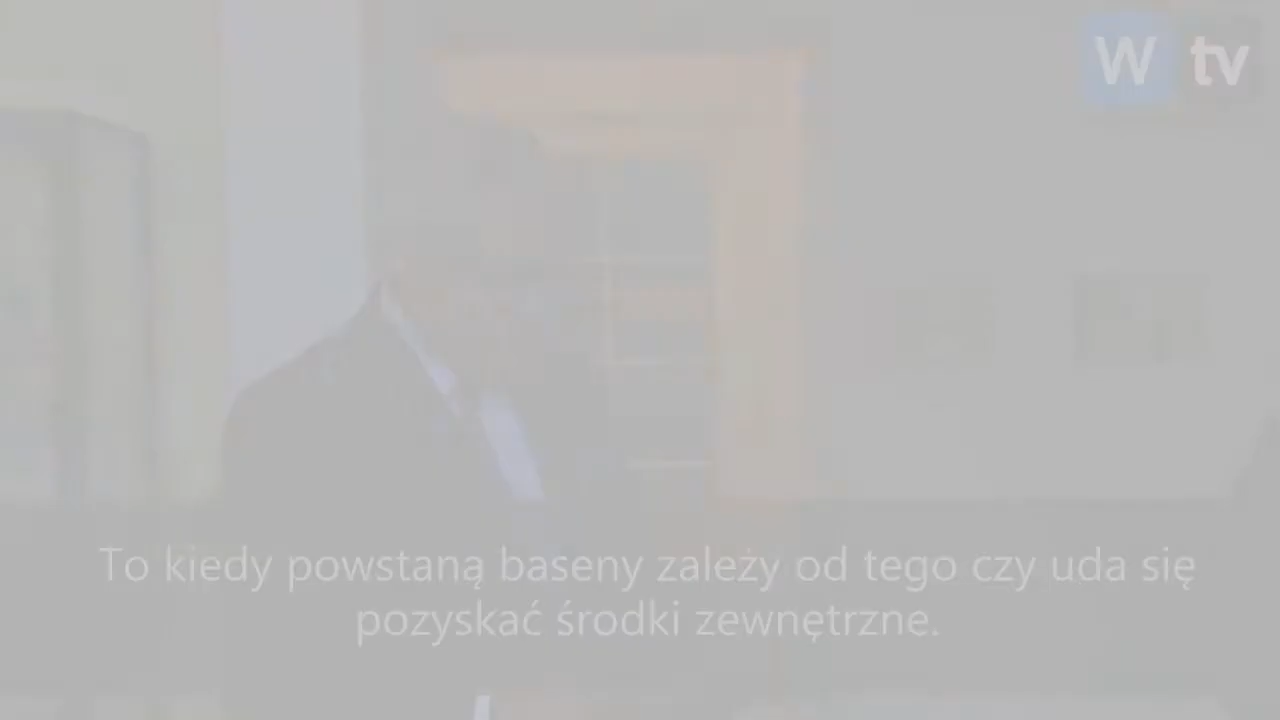 W tv
To kiedy powstaną baseny zależy od tego czy uda się
pozyskać środki zewnętrzne.